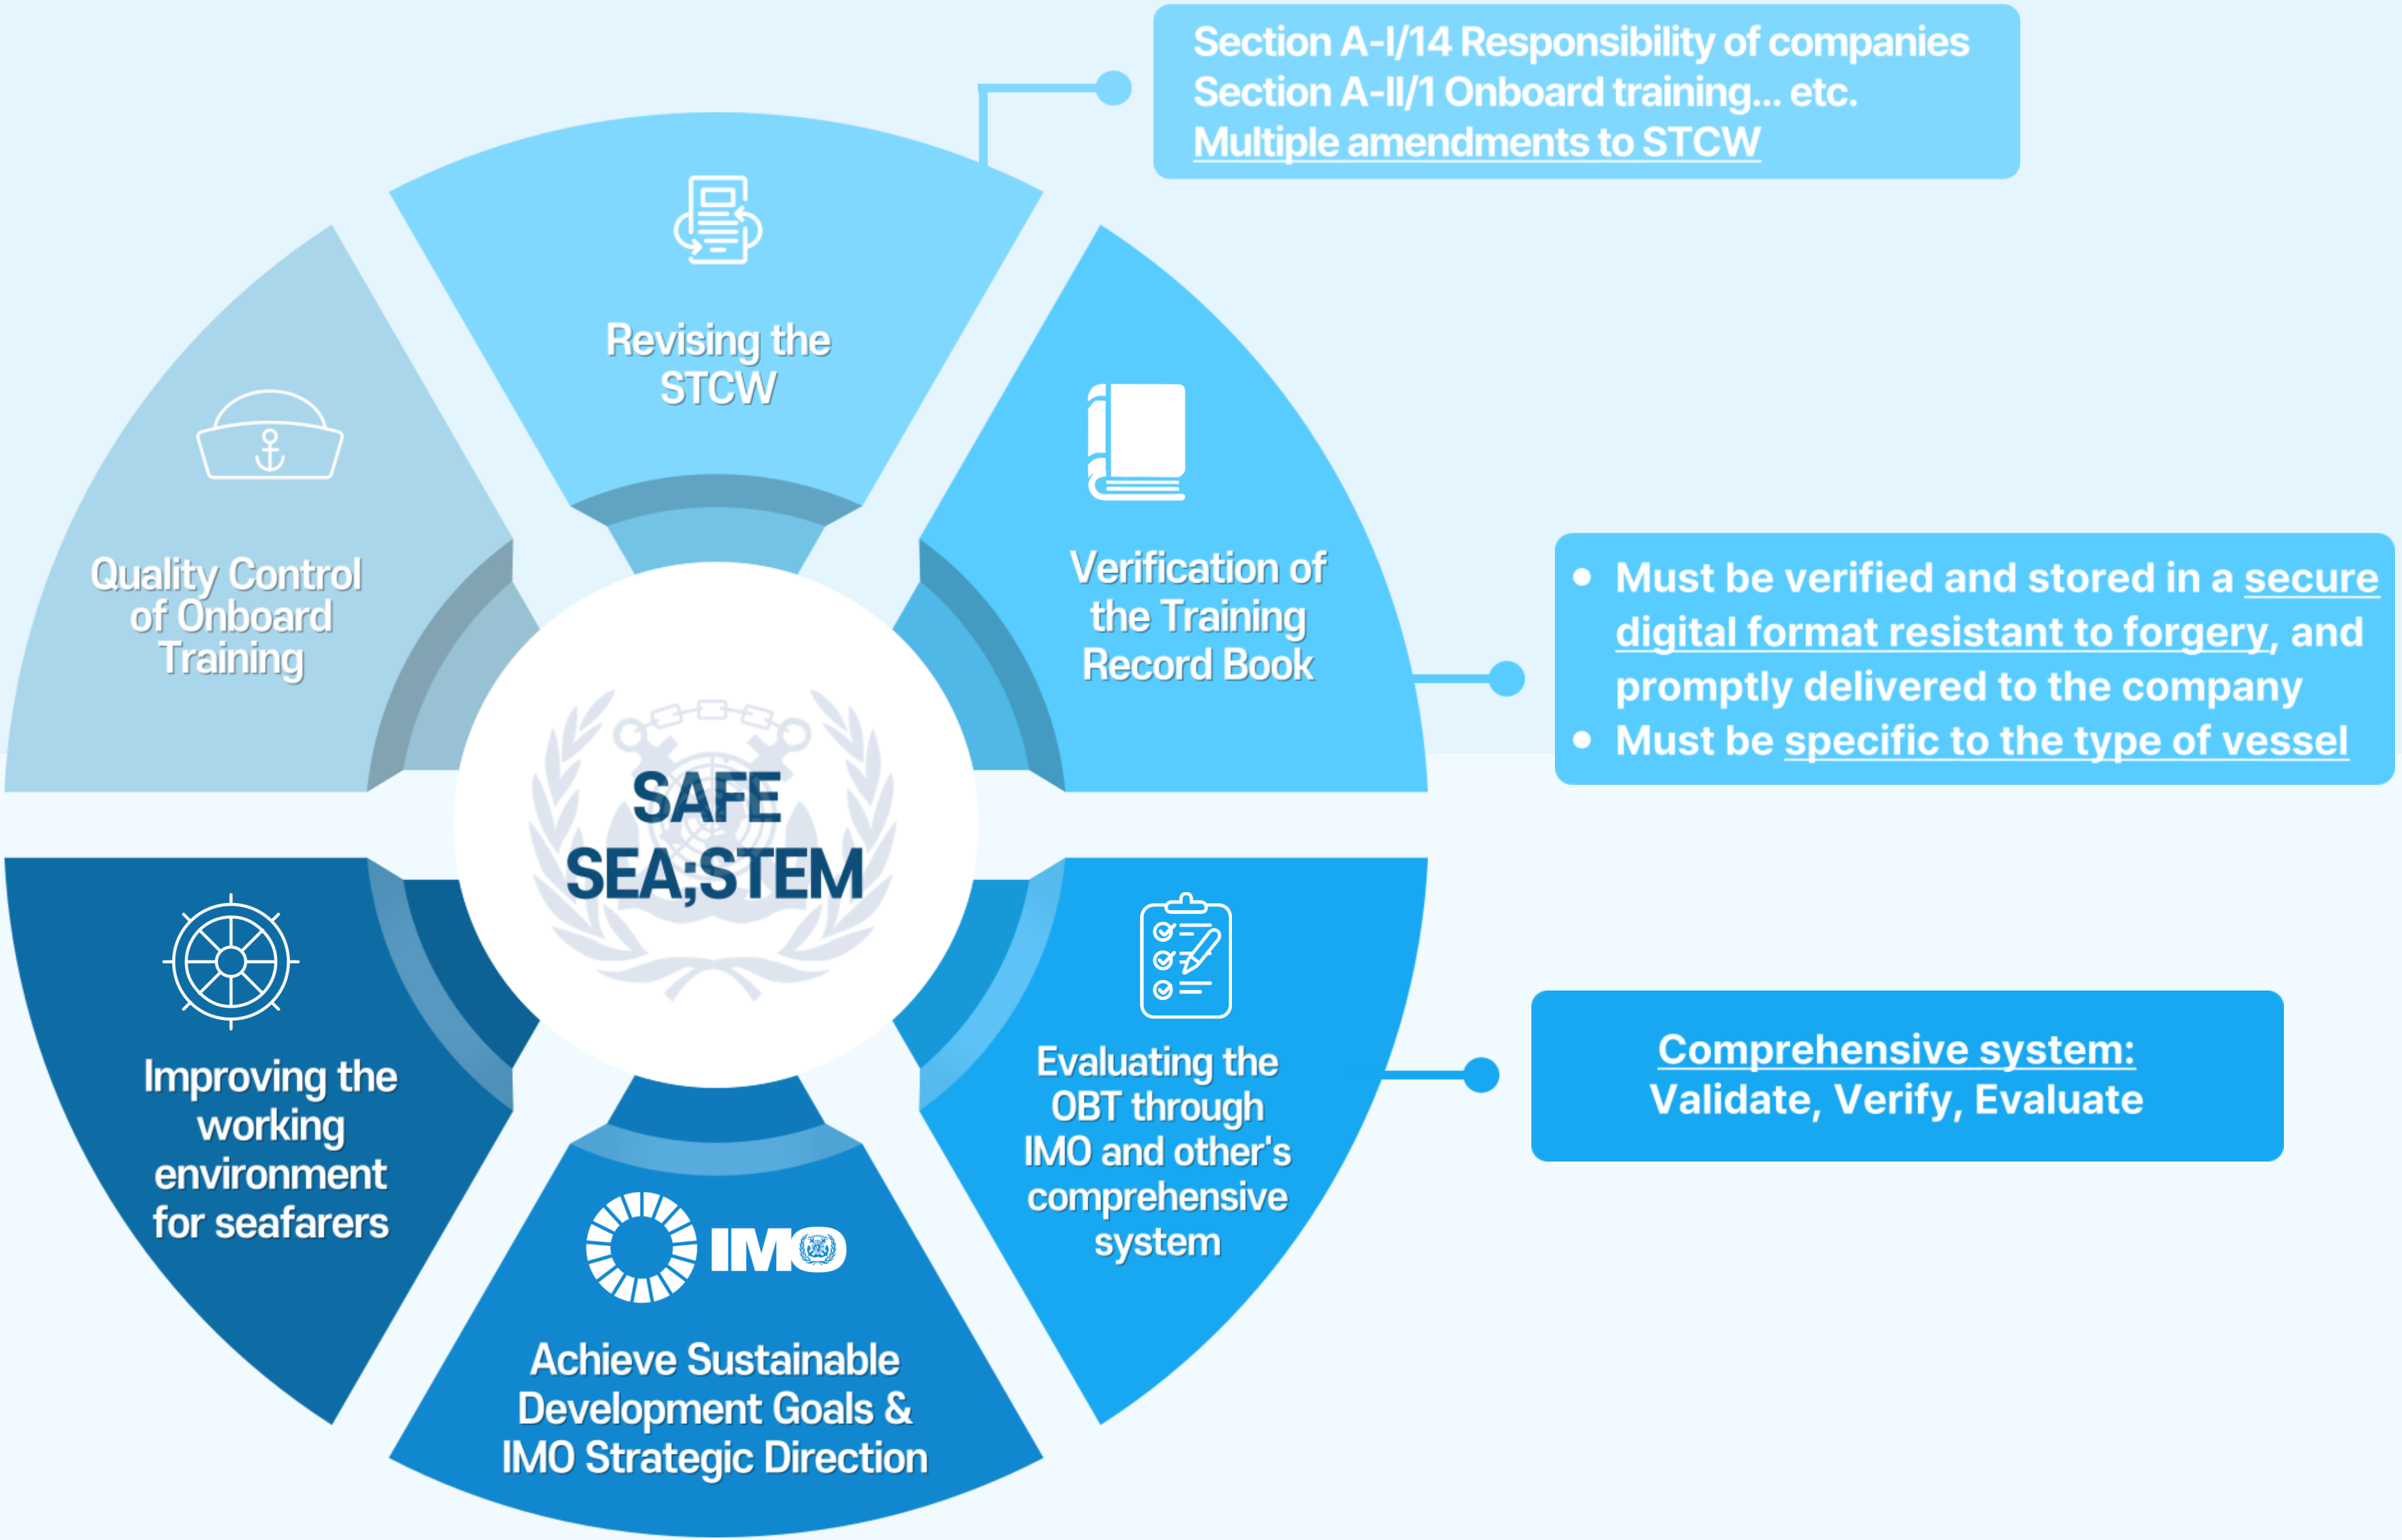 Section A-I/14 Responsibility of companies
Section A-II/1 Onboard training... etc.
Multiple amendments to STCW
Revising the
STCW
Quality Control
of Onboard
Training
Verification of
the Training
Record Book
• Must be verified and stored in a secure
digital format resistant to forgery, and
promptly delivered to the company
• Must be specific to the type of vessel
SAFE
SEA;STEM
Improving the
working
environment
for seafarers
Evaluating the
OBT through
IMO and other's
comprehensive
system
Comprehensive system:
Validate, Verify, Evaluate
IMO
Achieve Sustainable
Development Goals &
IMO Strategic Direction